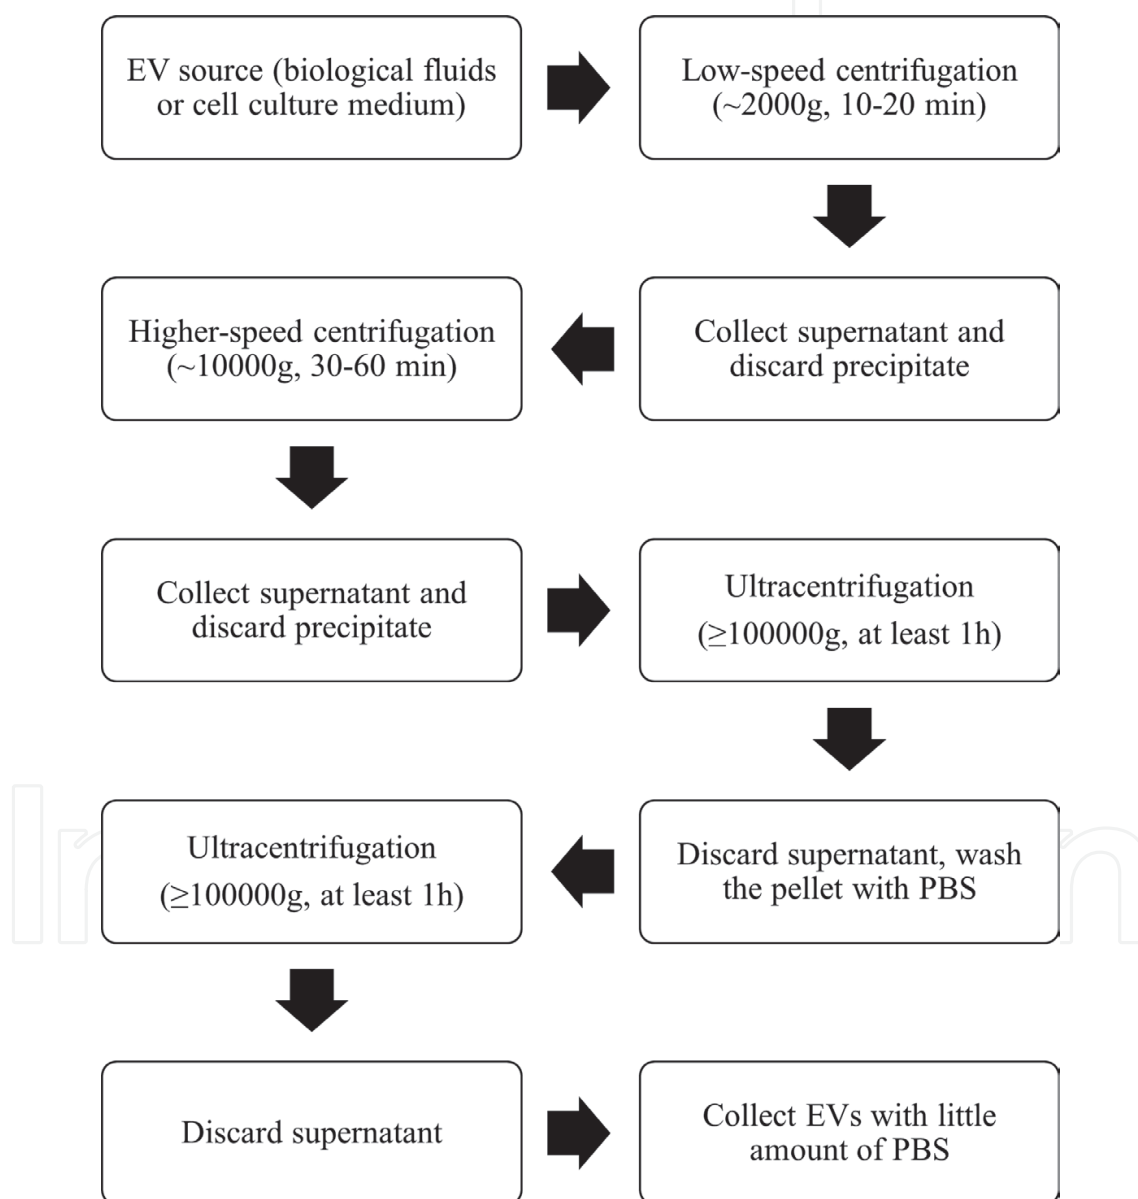 EV source (biological fluids
or cell culture medium)
Low-speed centrifugation
(~2000g, 10-20 min)
Collect supernatant and
discard precipitate
Higher-speed centrifugation
(~10000g, 30-60 min)
Collect supernatant and
discard precipitate
Ultracentrifugation
(≥100000g, at least 1h)
Discard supernatant, wash
the pellet with PBS
Ultracentrifugation
(≥100000g, at least 1h)
Discard supernatant
Collect EVs with little
amount of PBS